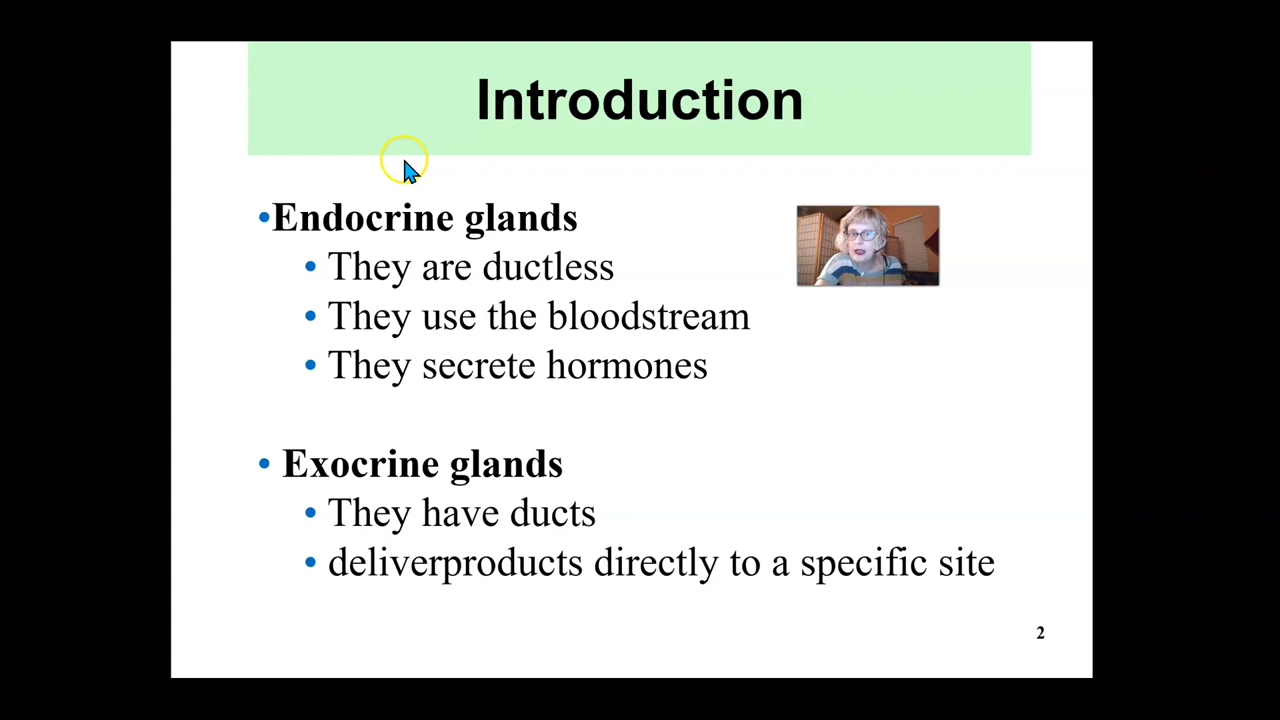 Introduction
•Endocrine glands
• They are ductless
• They use the bloodstream
• They secrete hormones
• Exocrine glands
• They have ducts
• deliverproducts directly to a specific site
2